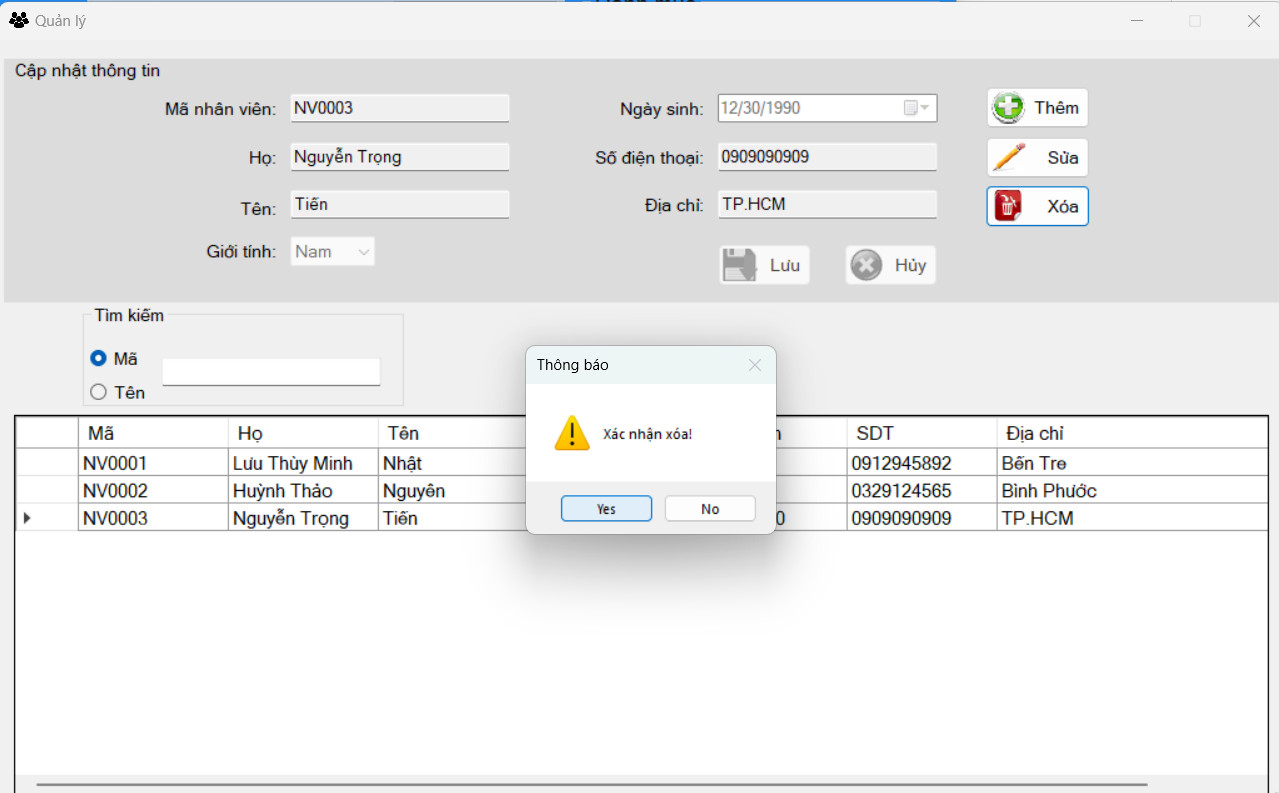 Quản lý
Cập nhật thông tin
Mã nhân viên: NV0003 Ngày sinh: 12/30/1990 Thêm
Họ: Nguyễn Trọng Số điện thoại: 0909090909 Sửa
Tên: Tiến Địa chỉ: TP.HCM Xóa
Giới tính: Nam Lưu Hủy
Tìm kiếm
Mã
Tên
Thông báo
Xác nhận xóa!
Yes No
Mã Họ Tên SDT Địa chỉ
NV0001 Lưu Thùy Minh Nhật 0912945892 Bến Tre
NV0002 Huỳnh Thảo Nguyên 0329124565 Bình Phước
NV0003 Nguyễn Trọng Tiến 0909090909 TP.HCM